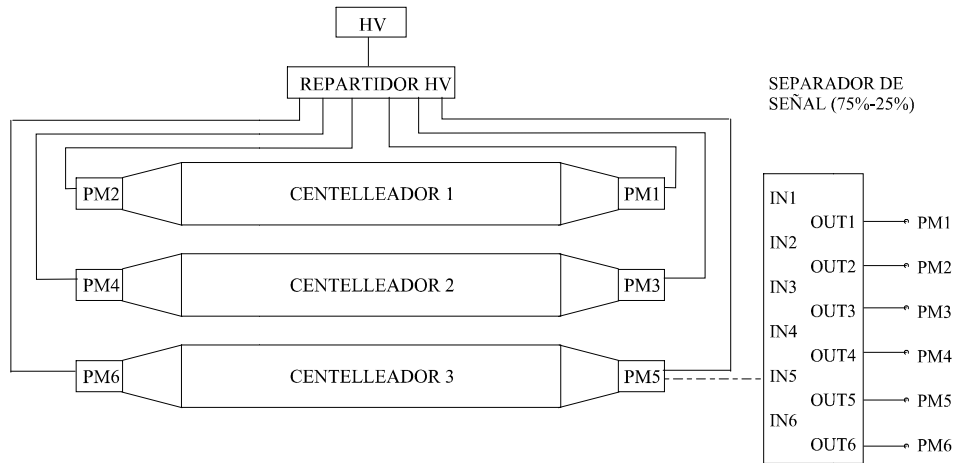 HV
REPARTIDOR HV
SEPARADOR DE
SEÑAL (75%-25%)
PM2
CENTELLEADOR 1
PM1
PM4
CENTELLEADOR 2
PM3
PM6
CENTELLEADOR 3
PM5
IN1
OUT1
PM1
IN2
OUT2
PM2
IN3
OUT3
PM3
IN4
OUT4
PM4
IN5
OUT5
PM5
IN6
OUT6
PM6